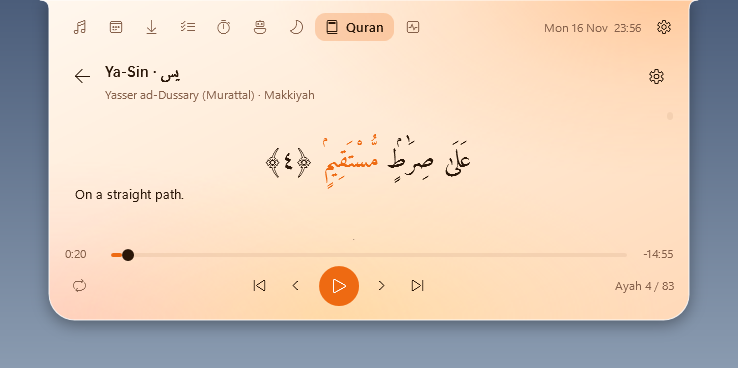 Quran
Mon 16 Nov 23:56
Ya-Sin · يس
Yasser ad-Dussary (Murattal) · Makkiyah
عَلَىٰ صِرَٰطٍ مُّسْتَقِيمٍ ﴿٤﴾
On a straight path.
0:20
-14:55
Ayah 4 / 83